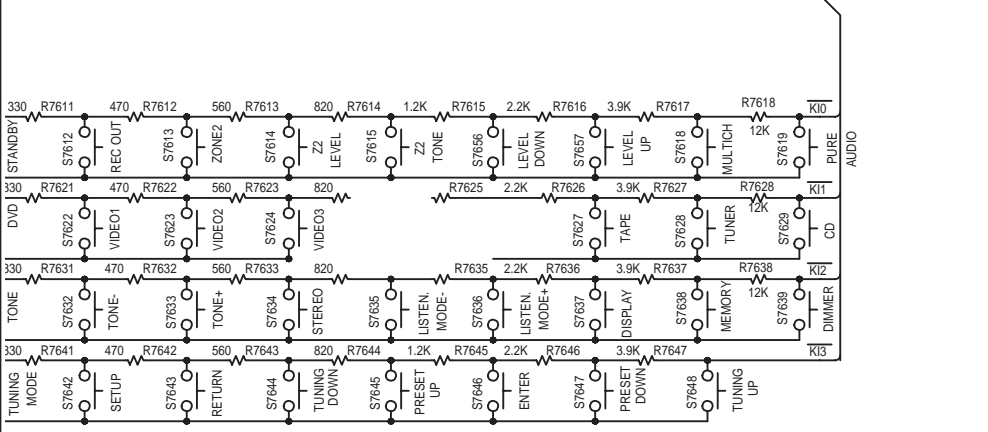 330 R7611 470 R7612 560 R7613 820 R7614 1.2K R7615 2.2K R7616 3.9K R7617 R7618 12K KI0
STANDBY S7612 REC OUT S7613 ZONE2 S7614 Z2 LEVEL S7615 Z2 TONE S7656 LEVEL DOWN S7657 LEVEL UP S7618 MULTICH S7619 PURE AUDIO
330 R7621 470 R7622 560 R7623 820 R7625 2.2K R7626 3.9K R7627 R7628 12K KI1
DVD S7622 VIDEO1 S7623 VIDEO2 S7624 VIDEO3 S7627 TAPE S7628 TUNER S7629 CD
330 R7631 470 R7632 560 R7633 820 R7635 2.2K R7636 3.9K R7637 R7638 12K KI2
TONE S7632 TONE- S7633 TONE+ S7634 STEREO S7635 LISTEN. MODE- S7636 LISTEN. MODE+ S7637 DISPLAY S7638 MEMORY S7639 DIMMER
330 R7641 470 R7642 560 R7643 820 R7644 1.2K R7645 2.2K R7646 3.9K R7647 KI3
TUNING MODE S7642 SETUP S7643 RETURN S7644 TUNING DOWN S7645 PRESET UP S7646 ENTER S7647 PRESET DOWN S7648 TUNING UP